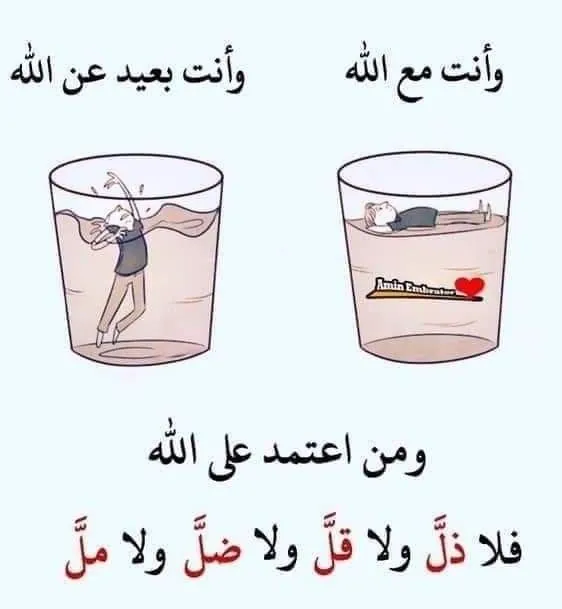 وأنت مع الله
وأنت بعيد عن الله
Amin Embrator
ومن اعتمد على الله
فلا ذلَّ ولا قلَّ ولا ضلَّ ولا ملَّ